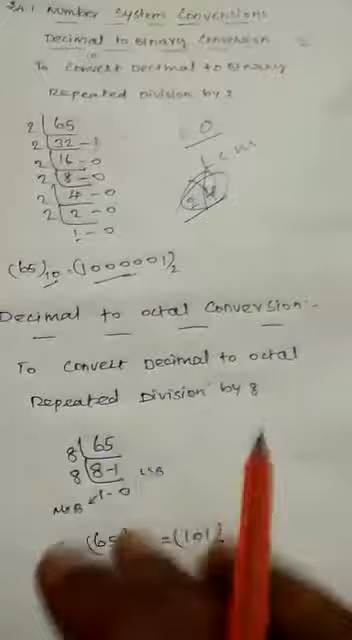 Number System Conversions
Decimal to Binary Conversion
To Convert Decimal to Binary
Repeated Division by 2
2 65
2 32 - 1
2 16 - 0
2 8 - 0
2 4 - 0
2 2 - 0
1 - 0
(65)10 = (1000001)2
Decimal to octal Conversion:-
To Convert Decimal to octal
Repeated Division by 8
8 65
8 8 - 1 LSB
MSB 1 - 0
(65) = (101)